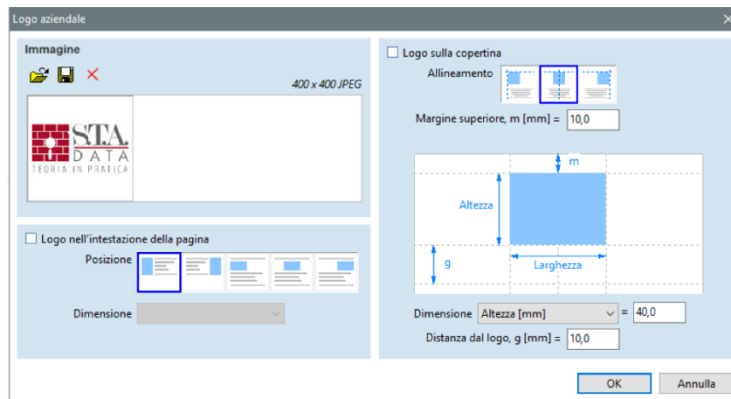 Logo aziendale
Immagine
400 x 400 JPEG
S.T.A.
DATA
TEORIA IN PRATICA
Logo nell'intestazione della pagina
Posizione
Dimensione
Logo sulla copertina
Allineamento
Margine superiore, m [mm] = 10,0
m
Altezza
g
Larghezza
Dimensione Altezza [mm] = 40,0
Distanza dal logo, g [mm] = 10,0
OK Annulla